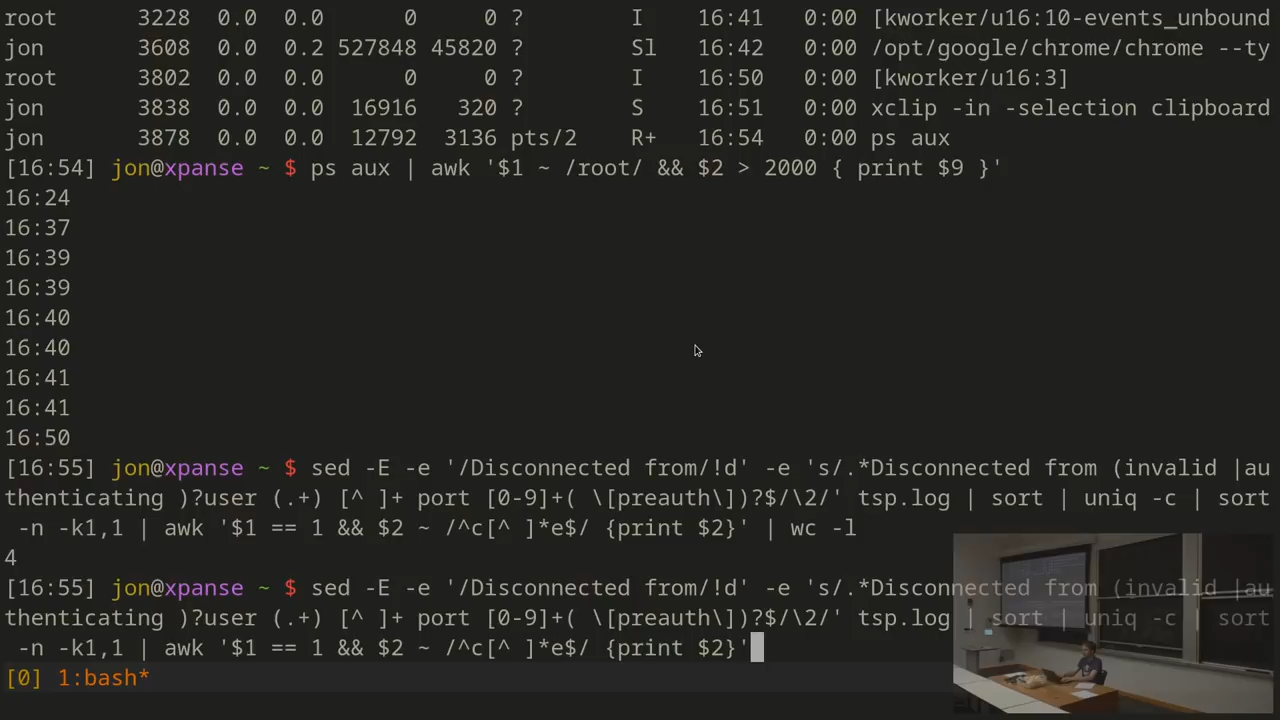 root      3228  0.0  0.0      0     0 ?        I    16:41   0:00 [kworker/u16:10-events_unbound
jon       3608  0.0  0.2 527848 45820 ?        Sl   16:42   0:00 /opt/google/chrome/chrome --ty
root      3802  0.0  0.0      0     0 ?        I    16:50   0:00 [kworker/u16:3]
jon       3838  0.0  0.0  16916   320 ?        S    16:51   0:00 xclip -in -selection clipboard
jon       3878  0.0  0.0  12792  3136 pts/2    R+   16:54   0:00 ps aux
[16:54] jon@xpanse ~ $ ps aux | awk '$1 ~ /root/ && $2 > 2000 { print $9 }'
16:24
16:37
16:39
16:39
16:40
16:40
16:41
16:41
16:50
[16:55] jon@xpanse ~ $ sed -E -e '/Disconnected from/!d' -e 's/.*Disconnected from (invalid |au
thenticating )?user (.+) [^ ]+ port [0-9]+( \[preauth\])?$/\2/' tsp.log | sort | uniq -c | sort
 -n -k1,1 | awk '$1 == 1 && $2 ~ /^c[^ ]*e$/ {print $2}' | wc -l
4
[16:55] jon@xpanse ~ $ sed -E -e '/Disconnected from/!d' -e 's/.*Disconnected from (invalid |au
thenticating )?user (.+) [^ ]+ port [0-9]+( \[preauth\])?$/\2/' tsp.log | sort | uniq -c | sort
 -n -k1,1 | awk '$1 == 1 && $2 ~ /^c[^ ]*e$/ {print $2}'
[0] 1:bash*